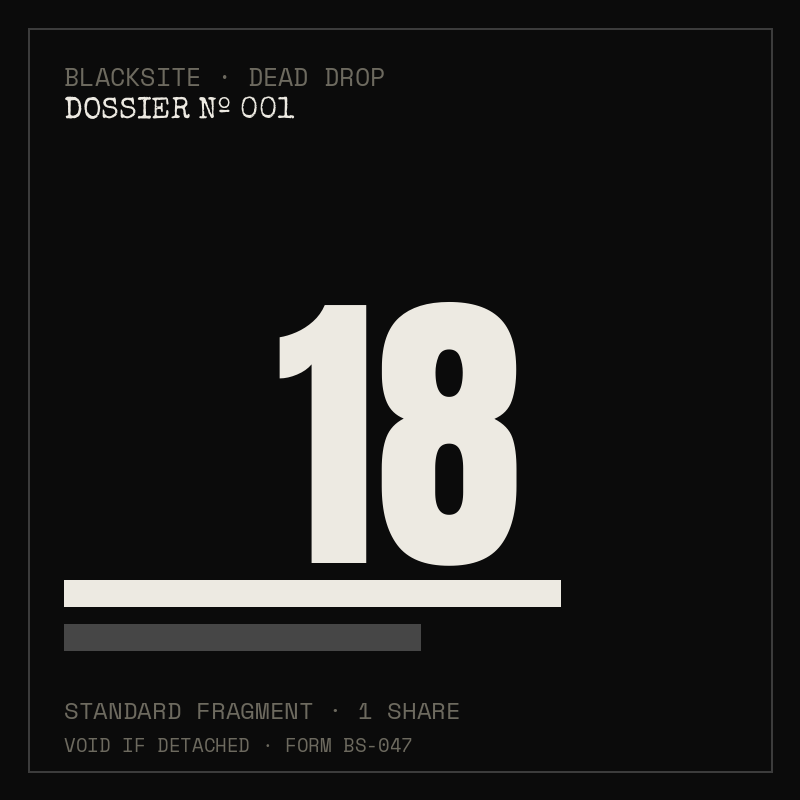 BLACKSITE · DEAD DROP
DOSSIER Nº 001
18
STANDARD FRAGMENT · 1 SHARE
VOID IF DETACHED · FORM BS-047